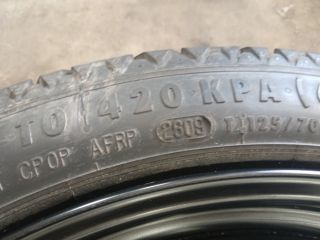 TO 420 KPA (
CPOP AFRP 2809 T125/70